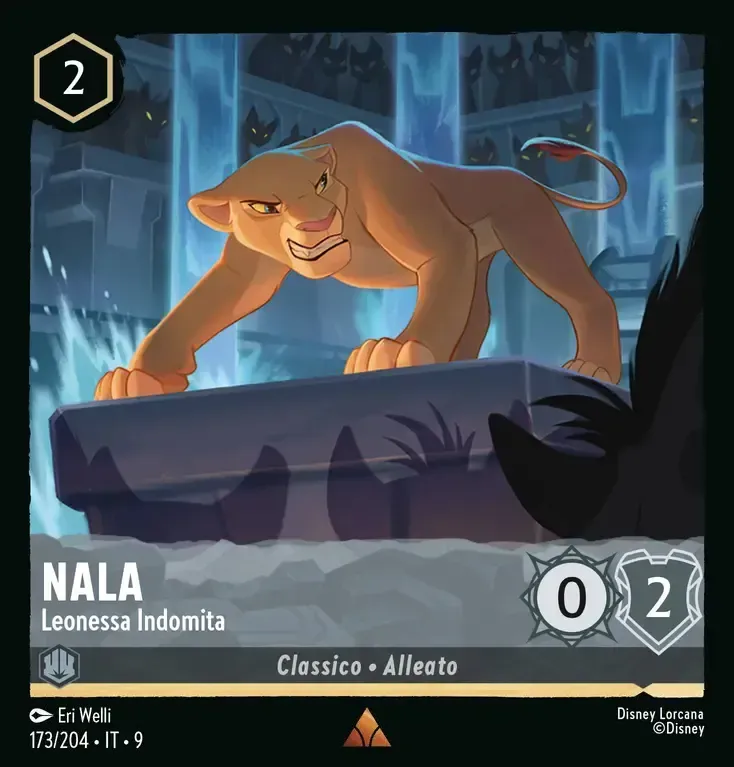 2
NALA
Leonessa Indomita
0
2
Classico • Alleato
Eri Welli
Disney Lorcana
173/204 • IT • 9
©Disney